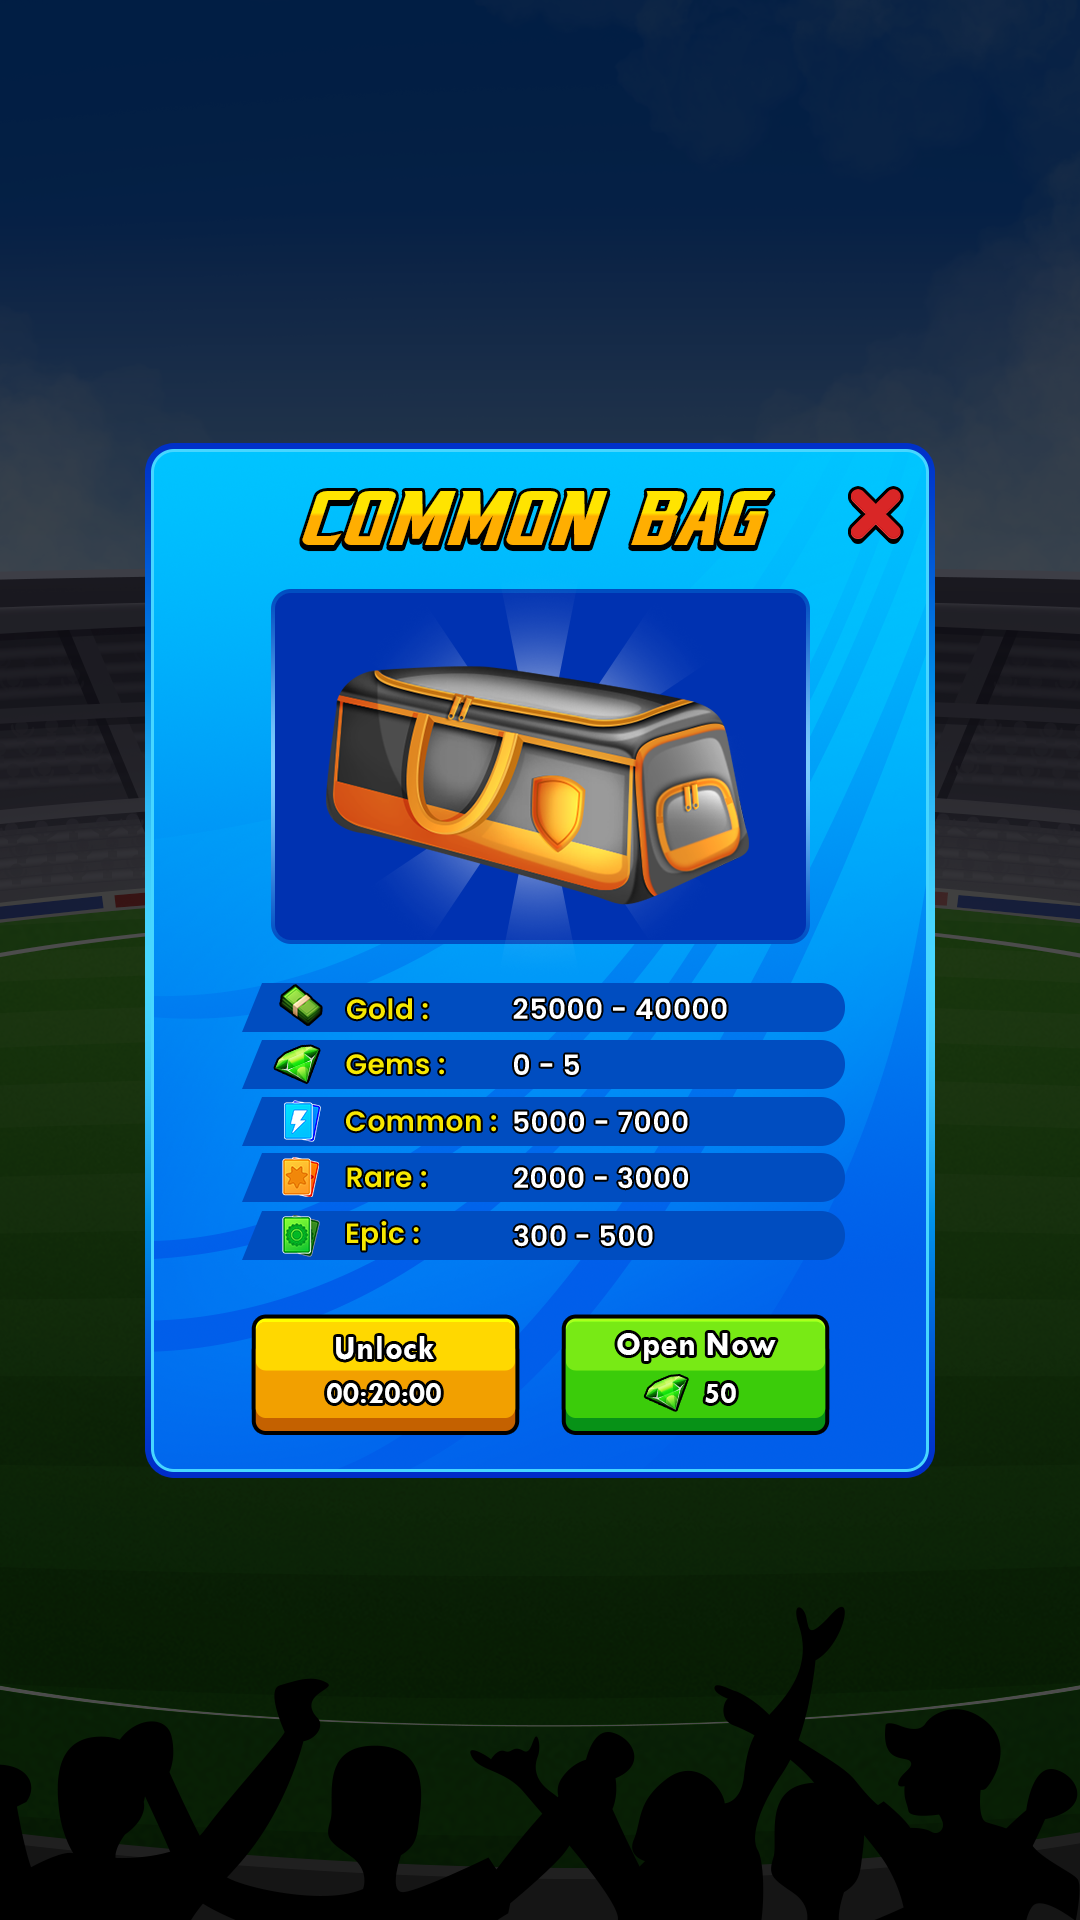 COMMON BAG
Gold : 25000 - 40000
Gems : 0 - 5
Common : 5000 - 7000
Rare : 2000 - 3000
Epic : 300 - 500
Unlock
00:20:00
Open Now
50